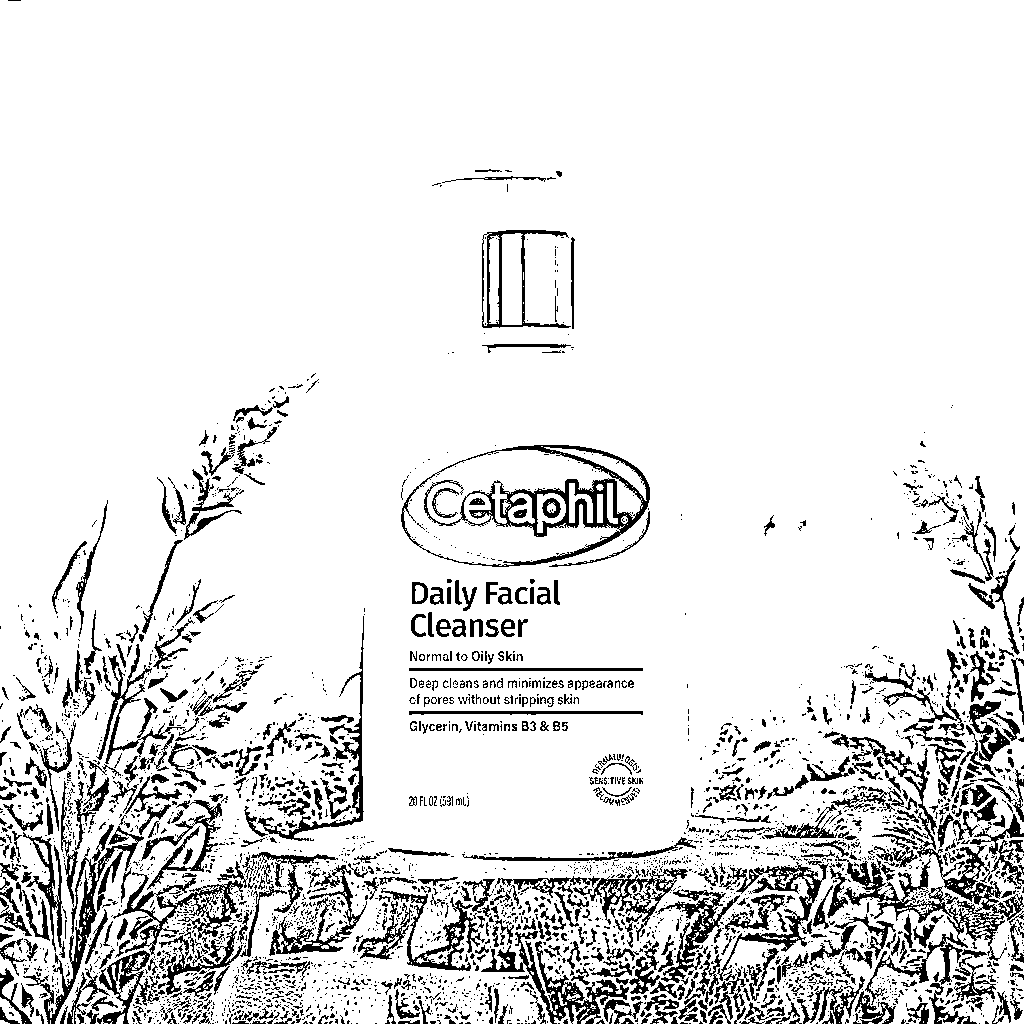 Cetaphil.
Daily Facial
Cleanser
Normal to Oily Skin
Deep cleans and minimizes appearance
of pores without stripping skin
Glycerin, Vitamins B3 & B5
DERMATOLOGIST
SENSITIVE SKIN
RECOMMENDED
20 FL OZ (591 mL)